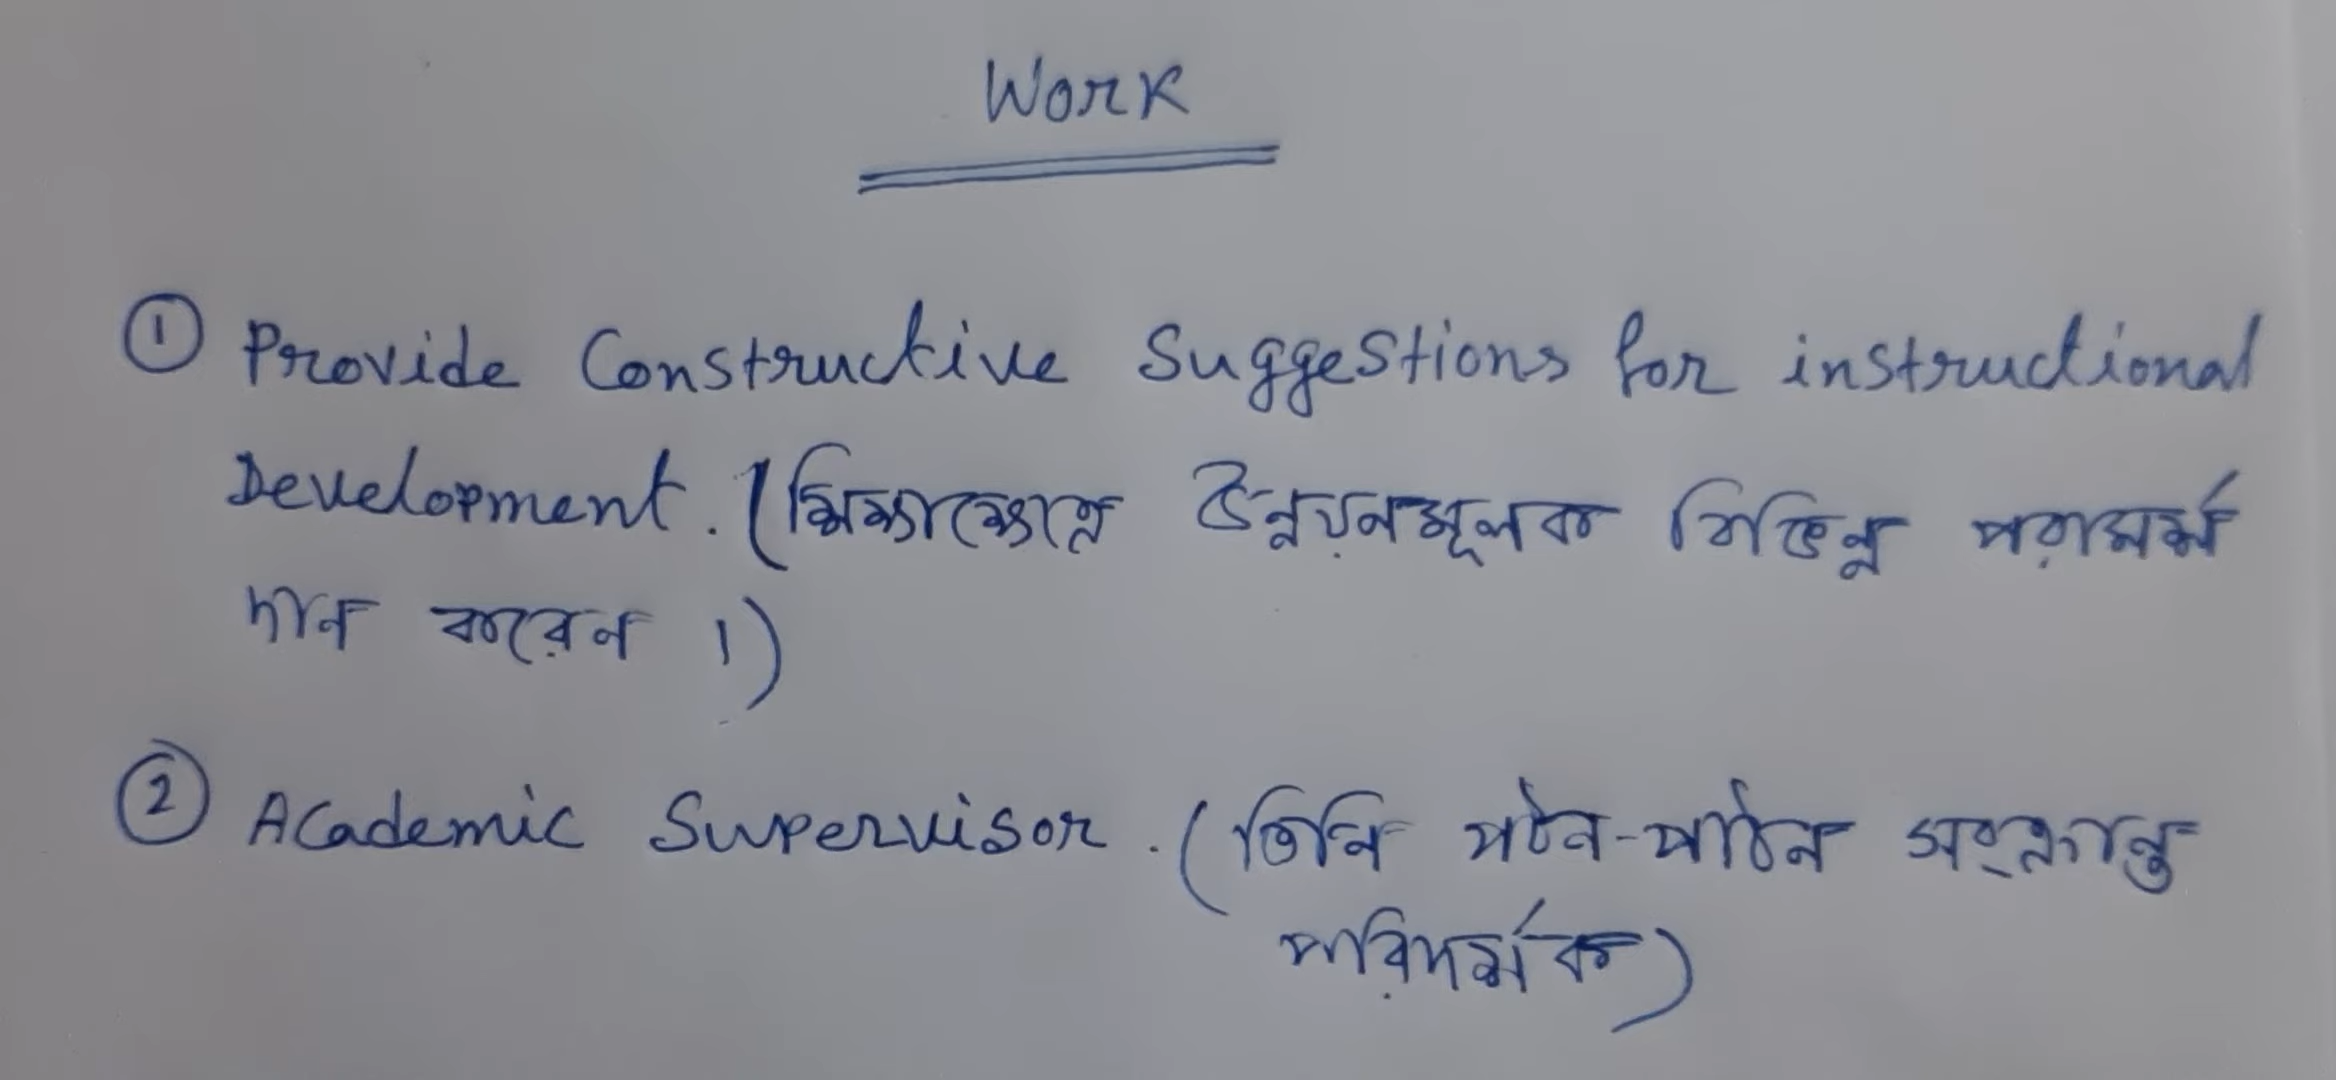 Work
① Provide Constructive Suggestions for instructional
Development. (শিক্ষাক্ষেত্রে উন্নয়নমূলক বিভিন্ন পরামর্শ
দান করেন ।)
② Academic Supervisor. (তিনি পঠন-পাঠন সংক্রান্ত
পরিদর্শক)